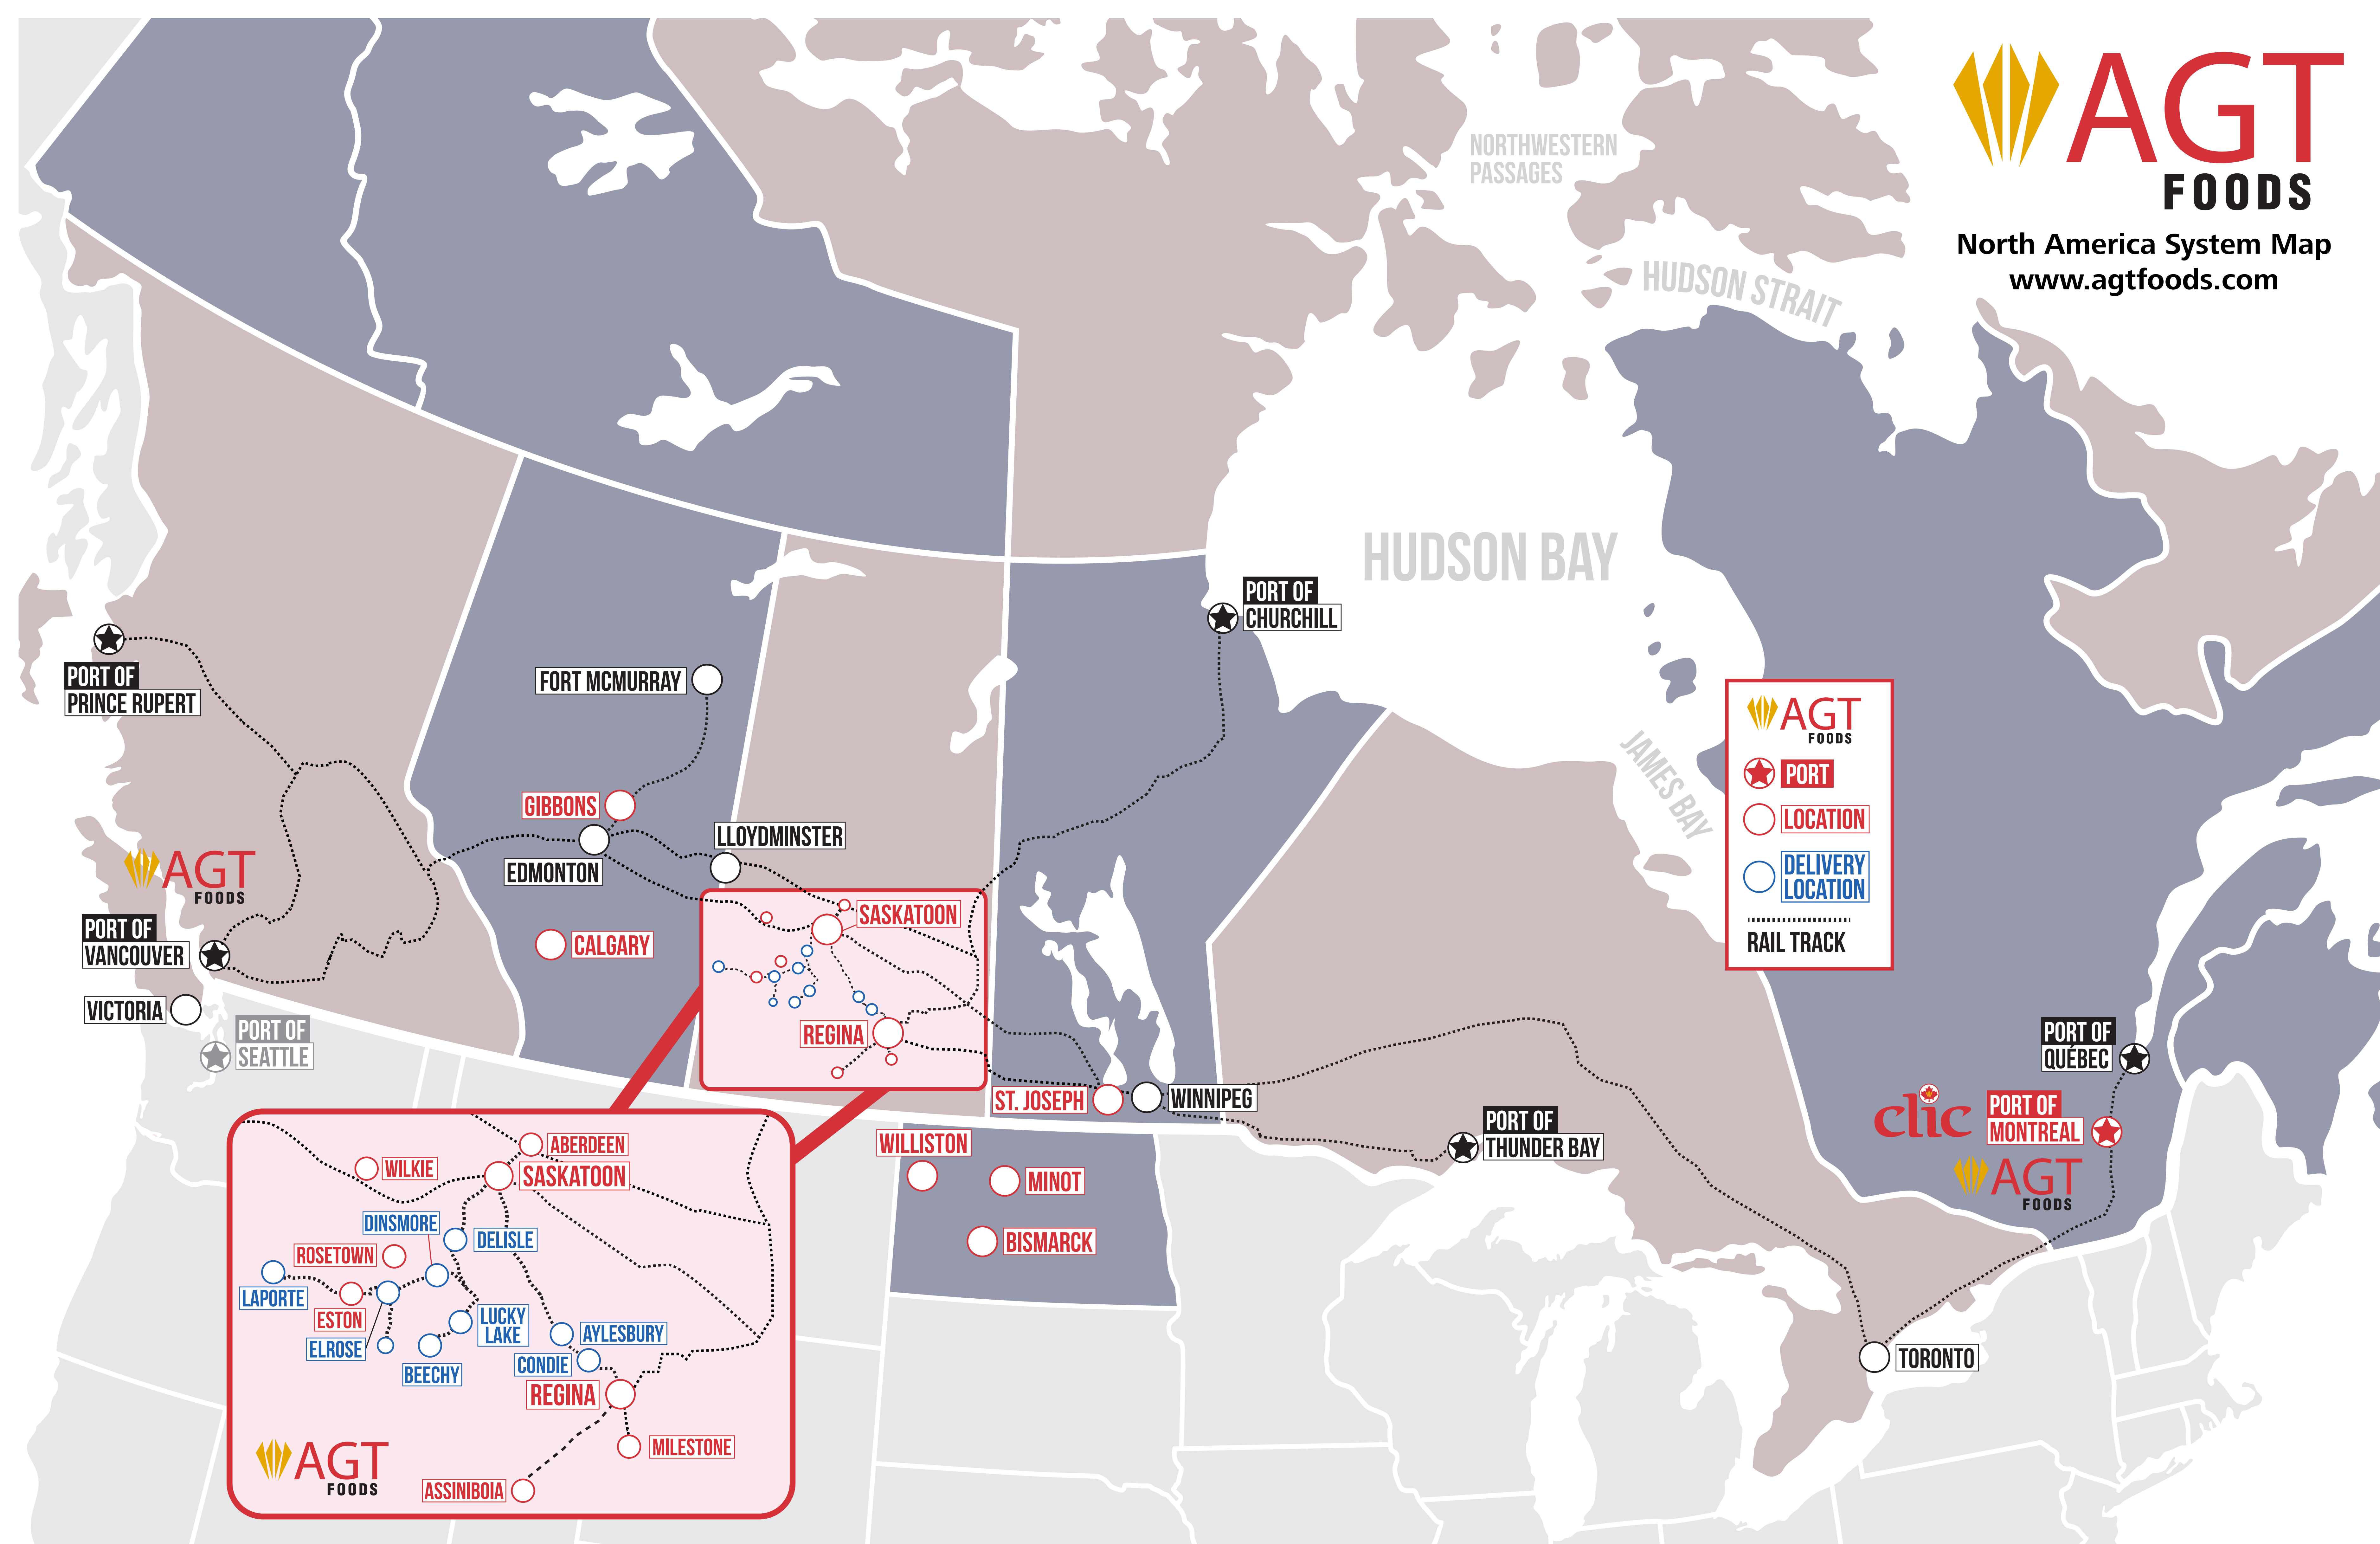 AGT
FOODS
North America System Map
www.agtfoods.com
NORTHWESTERN
PASSAGES
HUDSON STRAIT
HUDSON BAY
JAMES BAY
PORT OF
CHURCHILL
PORT OF
PRINCE RUPERT
FORT MCMURRAY
GIBBONS
EDMONTON
LLOYDMINSTER
AGT
FOODS
PORT OF
VANCOUVER
VICTORIA
PORT OF
SEATTLE
CALGARY
SASKATOON
REGINA
ST. JOSEPH
WINNIPEG
WILLISTON
MINOT
BISMARCK
PORT OF
THUNDER BAY
AGT
FOODS
PORT
LOCATION
DELIVERY
LOCATION
RAIL TRACK
PORT OF
QUÉBEC
clic
PORT OF
MONTREAL
AGT
FOODS
TORONTO
ABERDEEN
WILKIE
SASKATOON
DINSMORE
DELISLE
ROSETOWN
LAPORTE
ESTON
ELROSE
LUCKY
LAKE
BEECHY
AYLESBURY
CONDIE
REGINA
MILESTONE
ASSINIBOIA
AGT
FOODS